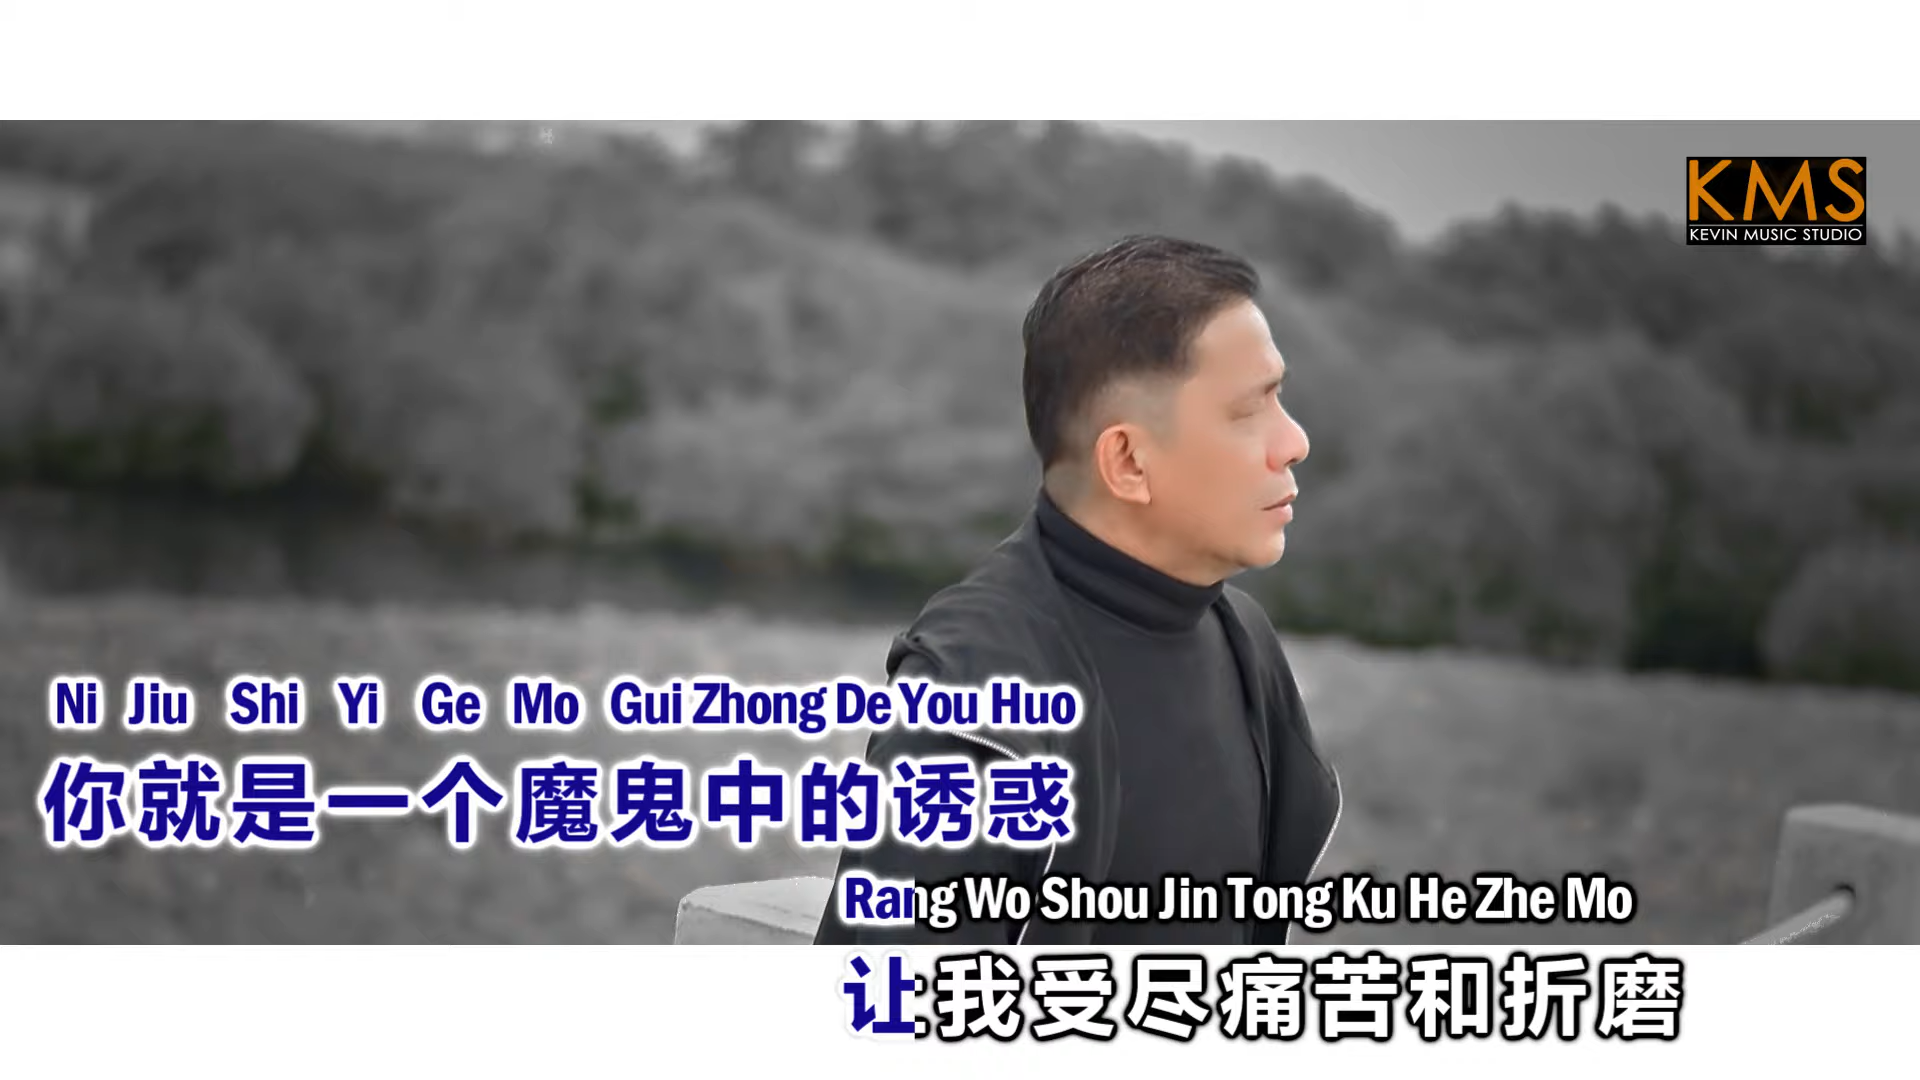 KMS
KEVIN MUSIC STUDIO
Ni Jiu Shi Yi Ge Mo Gui Zhong De You Huo
你就是一个魔鬼中的诱惑
Rang Wo Shou Jin Tong Ku He Zhe Mo
让我受尽痛苦和折磨